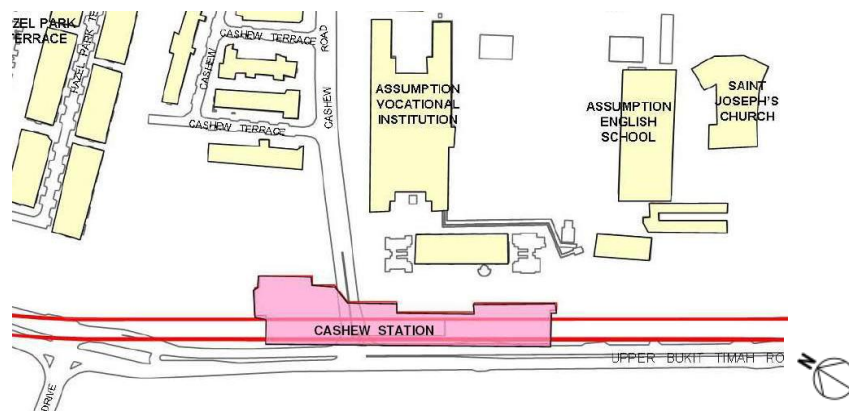 ZEL PARK
TERRACE
HAZEL PARK TE
CASHEW TERRACE
CASHEW
ROAD
CASHEW
CASHEW TERRACE
ASSUMPTION
VOCATIONAL
INSTITUTION
ASSUMPTION
ENGLISH
SCHOOL
SAINT
JOSEPH'S
CHURCH
CASHEW STATION
UPPER BUKIT TIMAH RO
DRIVE
N